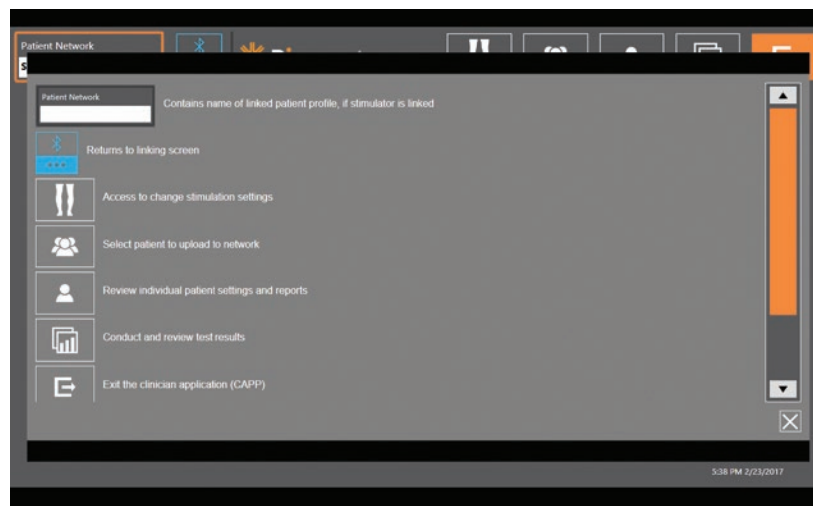 Patient Network
Patient Network
Contains name of linked patient profile, if stimulator is linked
Returns to linking screen
Access to change stimulation settings
Select patient to upload to network
Review individual patient settings and reports
Conduct and review test results
Exit the clinician application (CAPP)
5:38 PM 2/23/2017